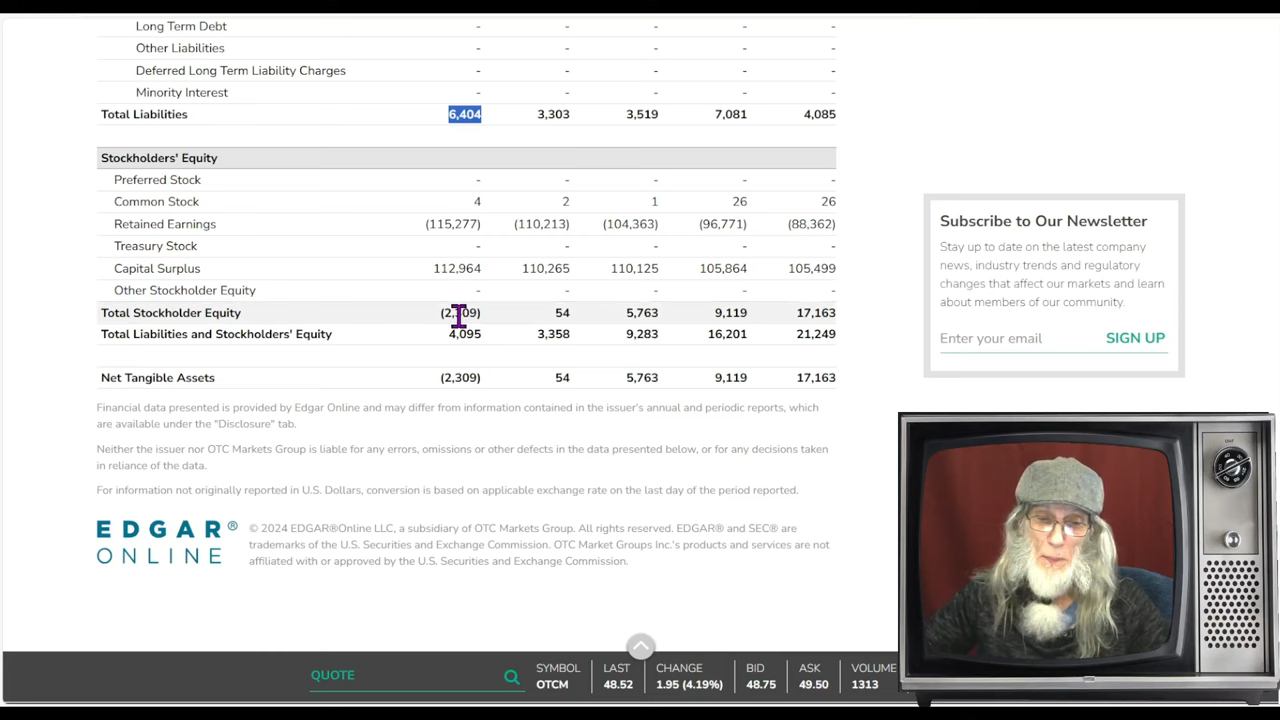 Long Term Debt - - - - -
Other Liabilities - - - - -
Deferred Long Term Liability Charges - - - - -
Minority Interest - - - - -
Total Liabilities 6,404 3,303 3,519 7,081 4,085
Stockholders' Equity
Preferred Stock - - - - -
Common Stock 4 2 1 26 26
Retained Earnings (115,277) (110,213) (104,363) (96,771) (88,362)
Treasury Stock - - - - -
Capital Surplus 112,964 110,265 110,125 105,864 105,499
Other Stockholder Equity - - - - -
Total Stockholder Equity (2,309) 54 5,763 9,119 17,163
Total Liabilities and Stockholders' Equity 4,095 3,358 9,283 16,201 21,249
Net Tangible Assets (2,309) 54 5,763 9,119 17,163
Financial data presented is provided by Edgar Online and may differ from information contained in the issuer's annual and periodic reports, which
are available under the "Disclosure" tab.
Neither the issuer nor OTC Markets Group is liable for any errors, omissions or other defects in the data presented below, or for any decisions taken
in reliance of the data.
For information not originally reported in U.S. Dollars, conversion is based on applicable exchange rate on the last day of the period reported.
EDGAR®
ONLINE
© 2024 EDGAR®Online LLC, a subsidiary of OTC Markets Group. All rights reserved. EDGAR® and SEC® are
trademarks of the U.S. Securities and Exchange Commission. OTC Market Groups Inc.'s products and services are not
affiliated with or approved by the U.S. Securities and Exchange Commission.
Subscribe to Our Newsletter
Stay up to date on the latest company
news, industry trends and regulatory
changes that affect our markets and learn
about members of our community.
Enter your email SIGN UP
QUOTE
SYMBOL LAST CHANGE BID ASK VOLUME
OTCM 48.52 1.95 (4.19%) 48.75 49.50 1313